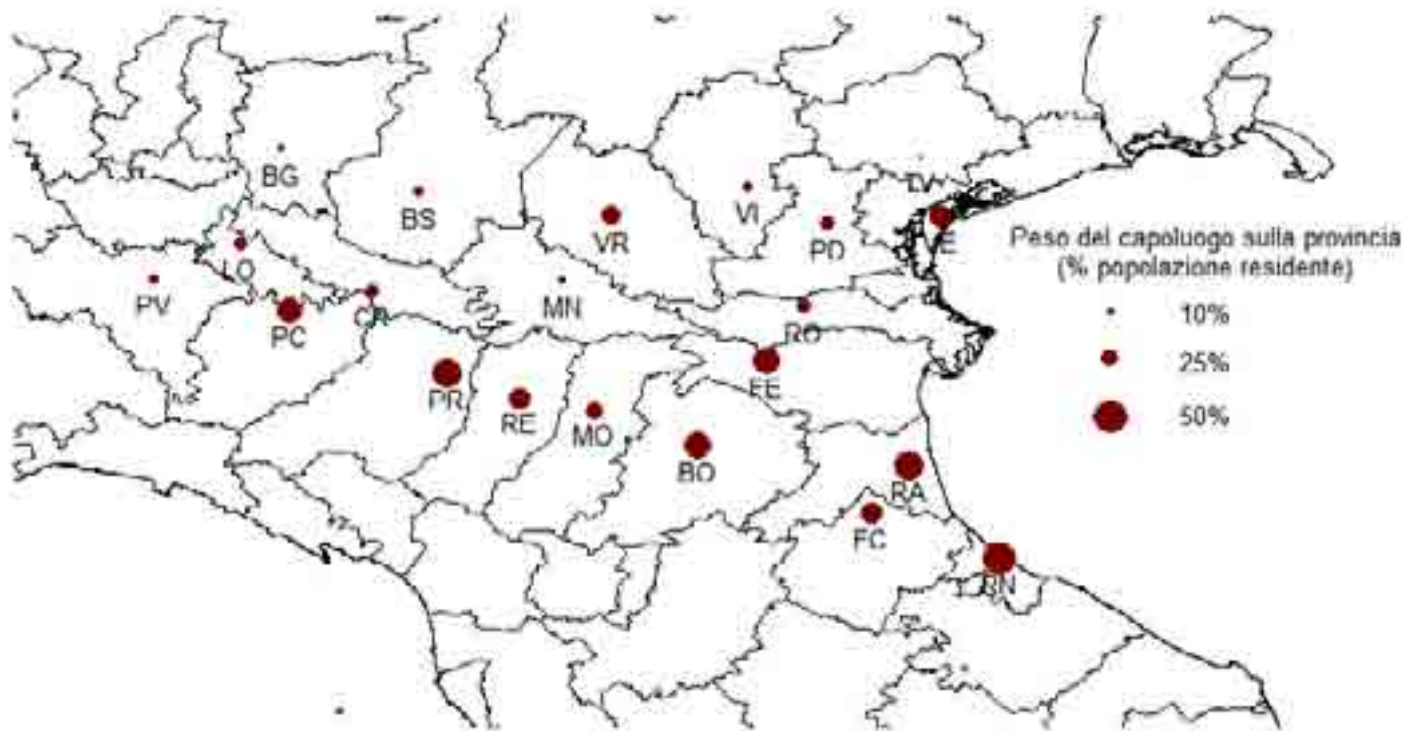 BG
BS
VR
VI
PD
VE
LO
PV
PC
CR
MN
RO
PR
RE
MO
BO
FE
RA
FC
RN
Peso del capoluogo sulla provincia
(% popolazione residente)
10%
25%
50%